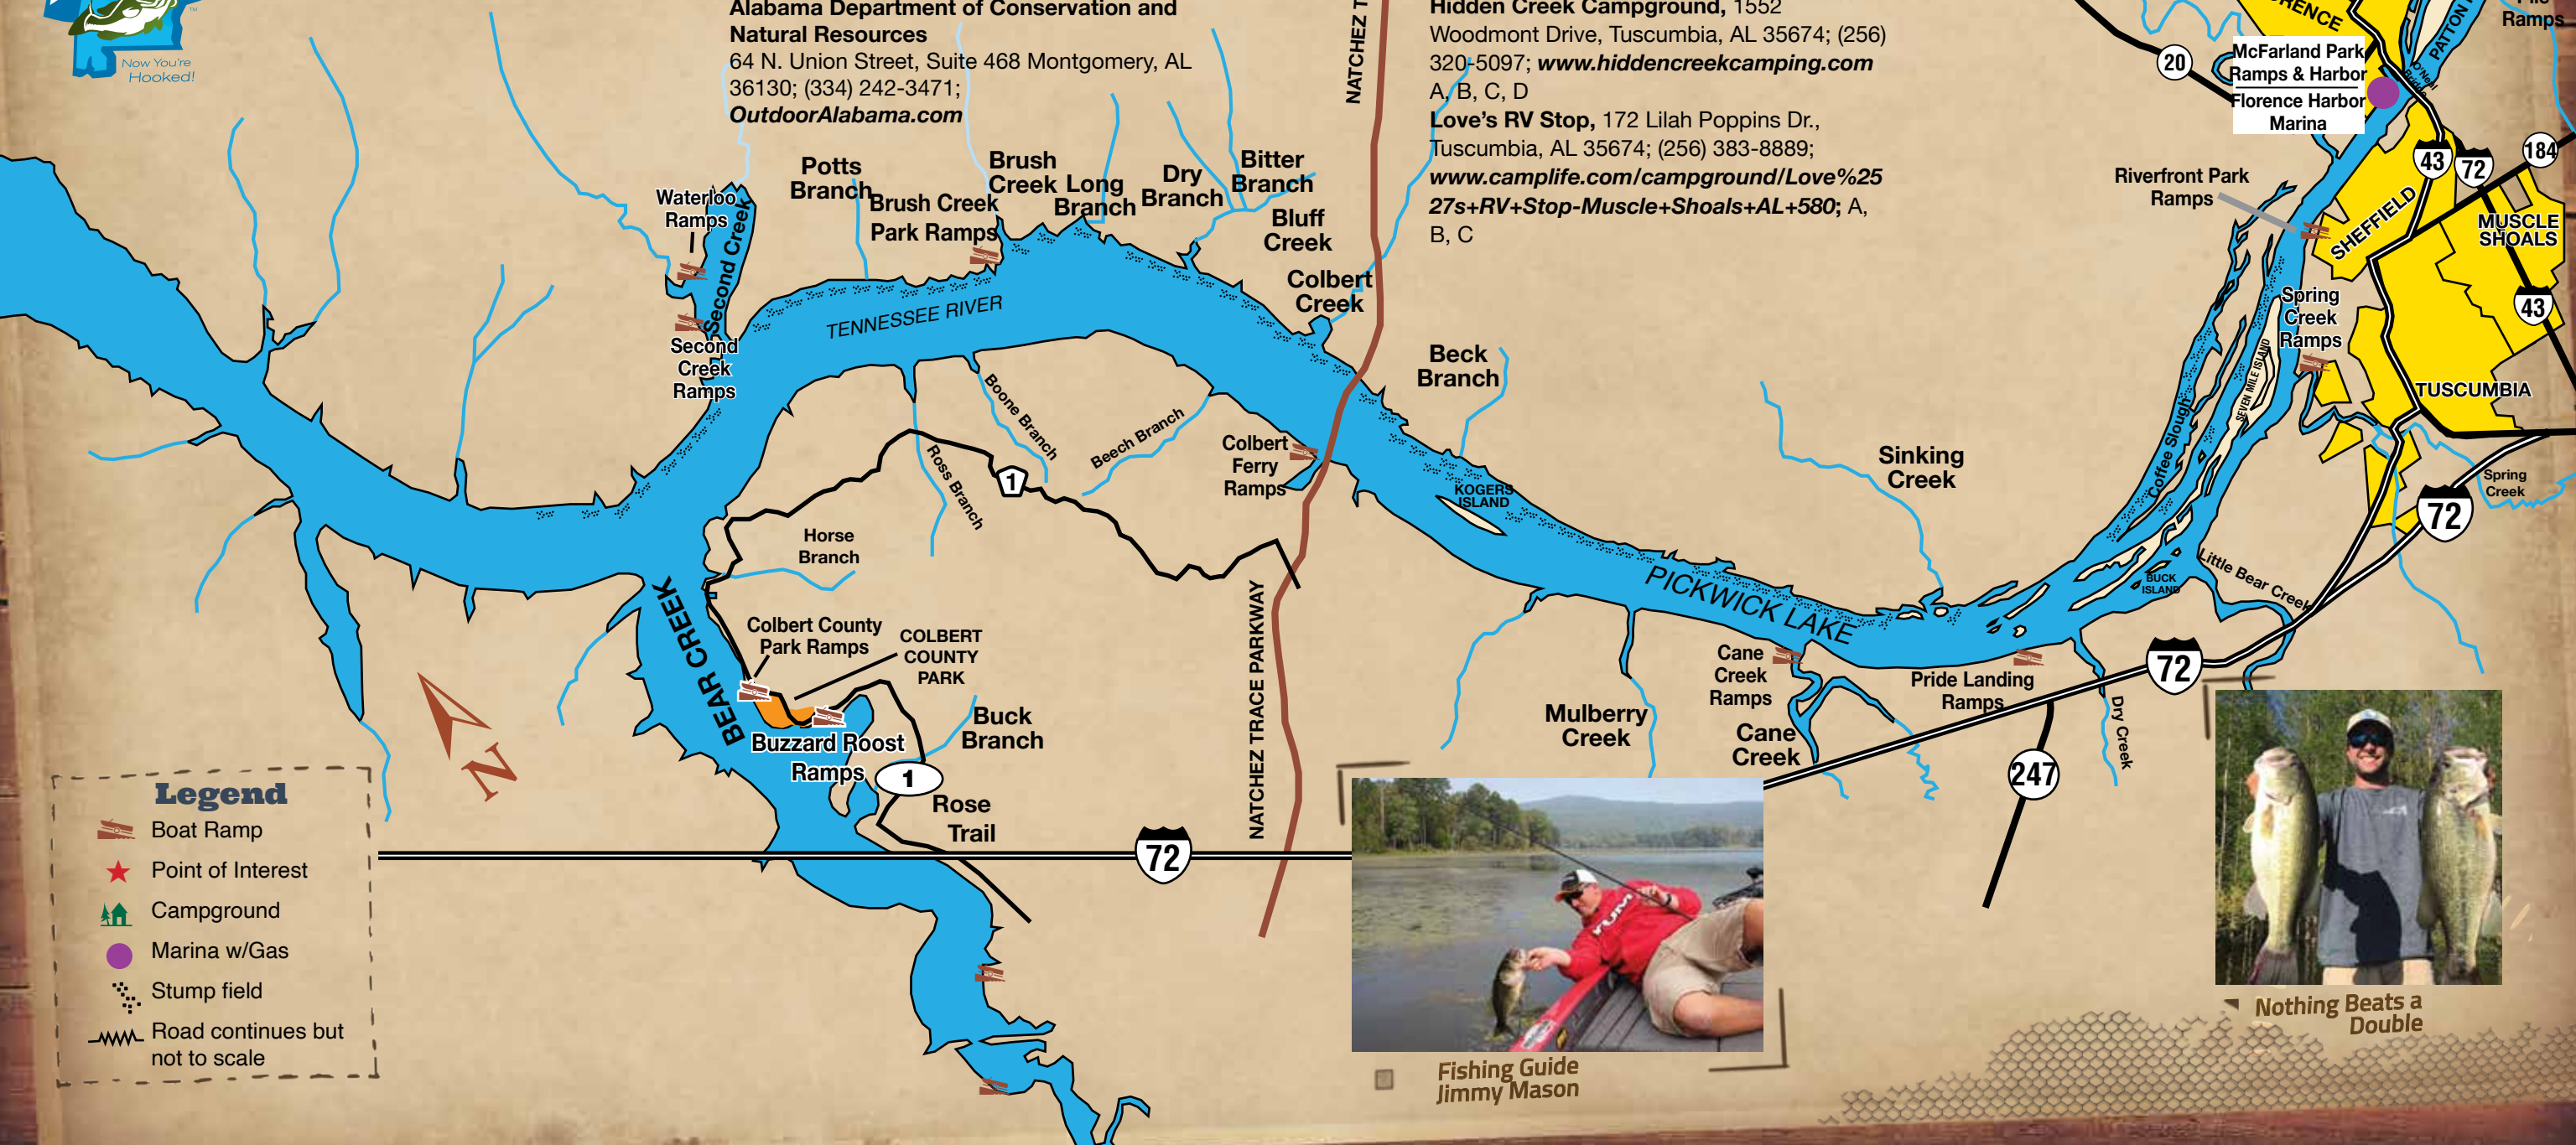 Now You're
Hooked!
Alabama Department of Conservation and
Natural Resources
64 N. Union Street, Suite 468 Montgomery, AL
36130; (334) 242-3471;
OutdoorAlabama.com
Hidden Creek Campground, 1552
Woodmont Drive, Tuscumbia, AL 35674; (256)
320-5097; www.hiddencreekcamping.com
A, B, C, D
Love's RV Stop, 172 Lilah Poppins Dr.,
Tuscumbia, AL 35674; (256) 383-8889;
www.camplife.com/campground/Love%25
27s+RV+Stop-Muscle+Shoals+AL+580; A,
B, C
NATCHEZ T
RENCE
PATTON
Ramps
20
McFarland Park
Ramps & Harbor
Florence Harbor
Marina
O'Neal
Bridge
43
72
184
Riverfront Park
Ramps
SHEFFIELD
MUSCLE
SHOALS
43
Spring
Creek
Ramps
TUSCUMBIA
SEVEN MILE ISLAND
Coffee Slough
Spring
Creek
72
Little Bear Creek
BUCK
ISLAND
Waterloo
Ramps
Second Creek
Second
Creek
Ramps
Potts
Branch
Brush Creek
Park Ramps
Brush
Creek
Long
Branch
Dry
Branch
Bitter
Branch
Bluff
Creek
Colbert
Creek
TENNESSEE RIVER
Beck
Branch
Boone Branch
Beech Branch
Ross Branch
1
Colbert
Ferry
Ramps
KOGERS
ISLAND
Sinking
Creek
PICKWICK LAKE
Horse
Branch
BEAR CREEK
Colbert County
Park Ramps
COLBERT
COUNTY
PARK
Buzzard Roost
Ramps
Buck
Branch
1
Rose
Trail
NATCHEZ TRACE PARKWAY
72
Mulberry
Creek
Cane
Creek
Ramps
Cane
Creek
Pride Landing
Ramps
72
Dry Creek
247
N
Legend
Boat Ramp
Point of Interest
Campground
Marina w/Gas
Stump field
Road continues but
not to scale
Fishing Guide
Jimmy Mason
Nothing Beats a
Double